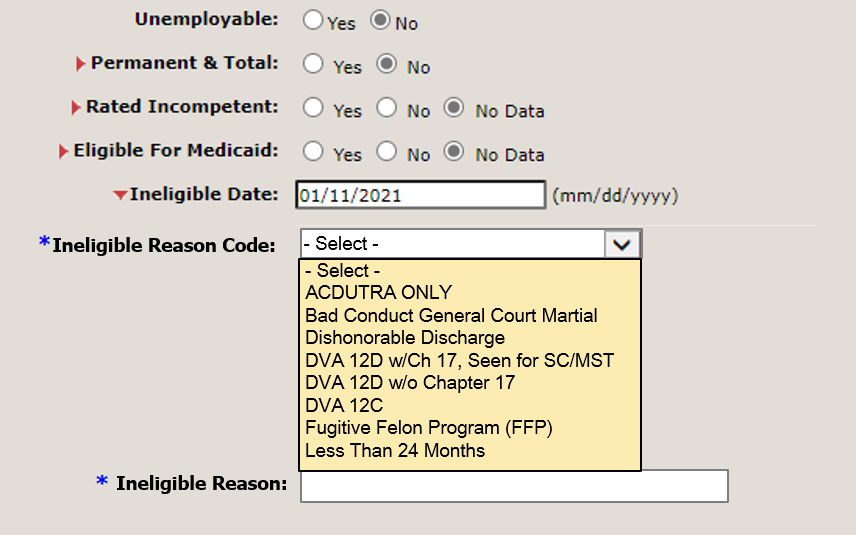 Unemployable: Yes No
Permanent & Total: Yes No
Rated Incompetent: Yes No No Data
Eligible For Medicaid: Yes No No Data
Ineligible Date: 01/11/2021 (mm/dd/yyyy)
*Ineligible Reason Code: - Select -
- Select -
ACDUTRA ONLY
Bad Conduct General Court Martial
Dishonorable Discharge
DVA 12D w/Ch 17, Seen for SC/MST
DVA 12D w/o Chapter 17
DVA 12C
Fugitive Felon Program (FFP)
Less Than 24 Months
* Ineligible Reason: